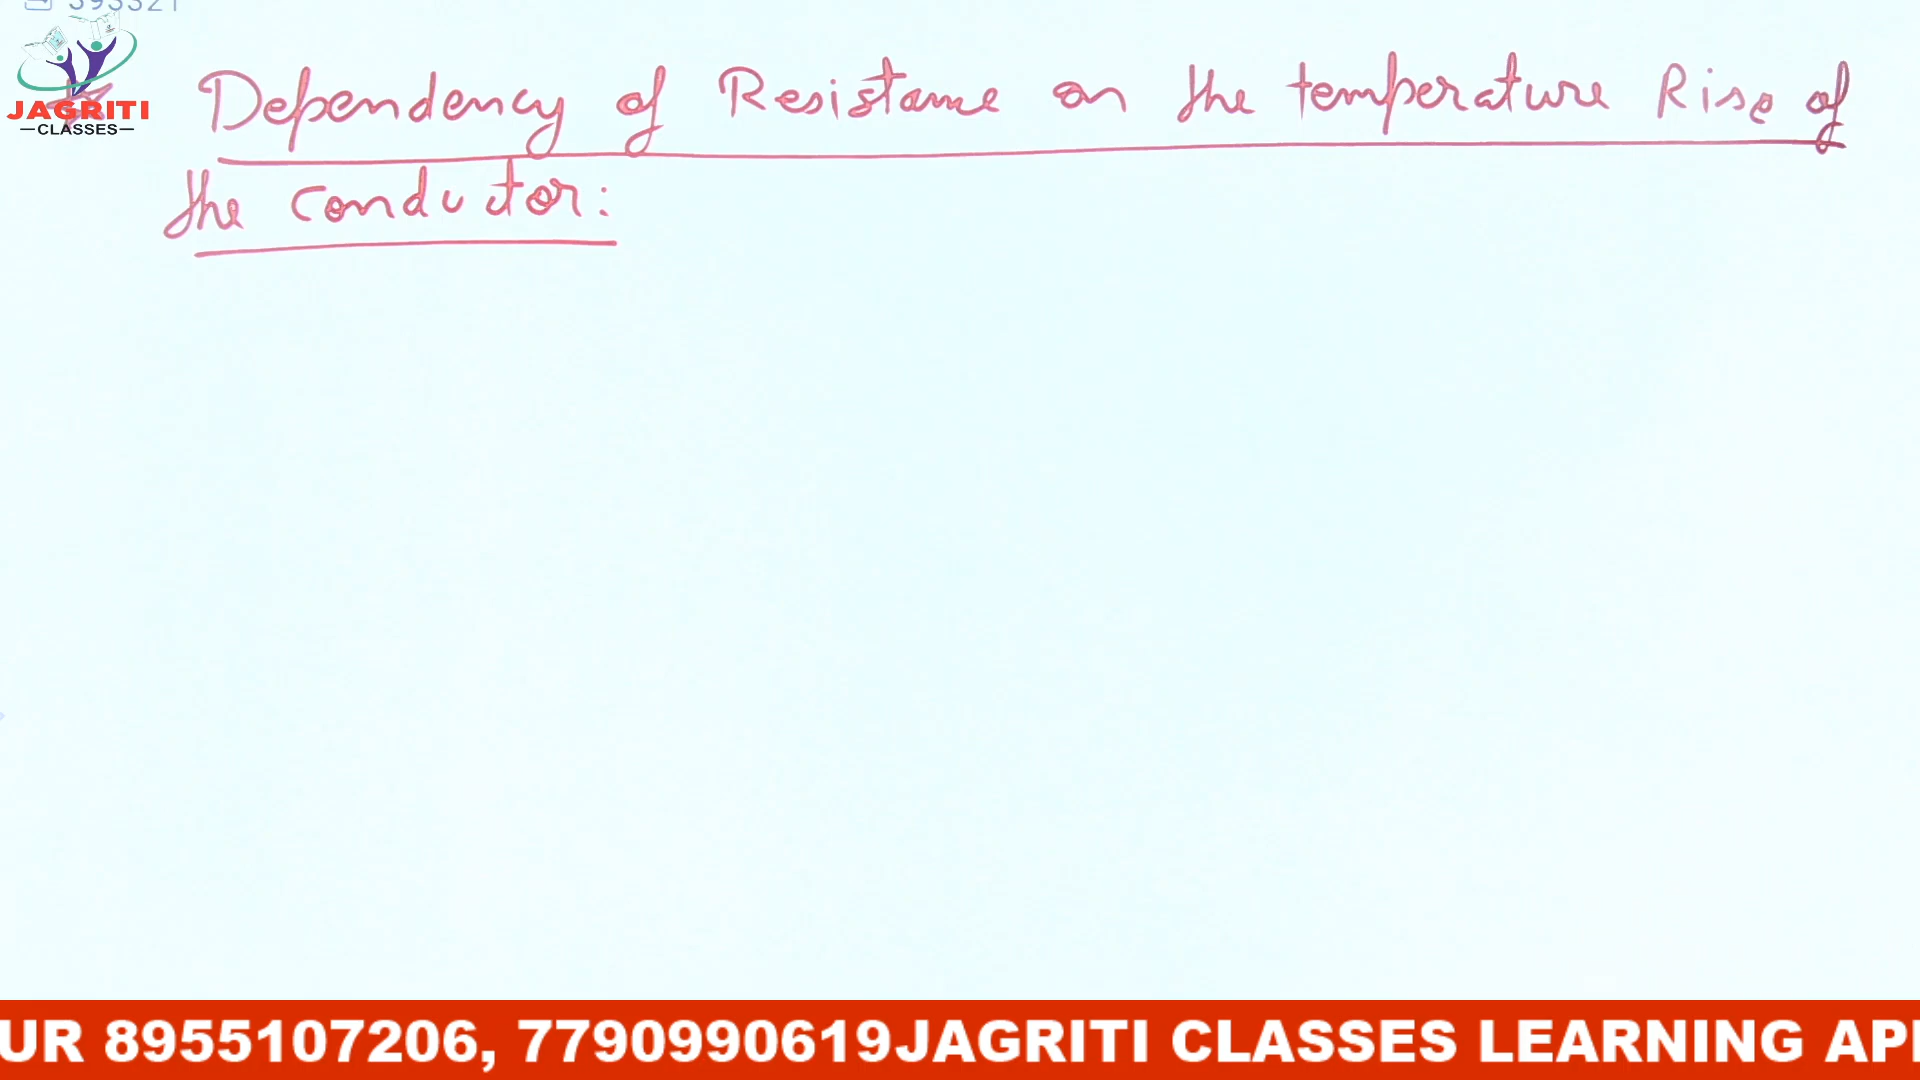 JAGRITI
CLASSES
Dependency of Resistance on the temperature Rise of
the conductor:
UR 8955107206, 7790990619JAGRITI CLASSES LEARNING AP